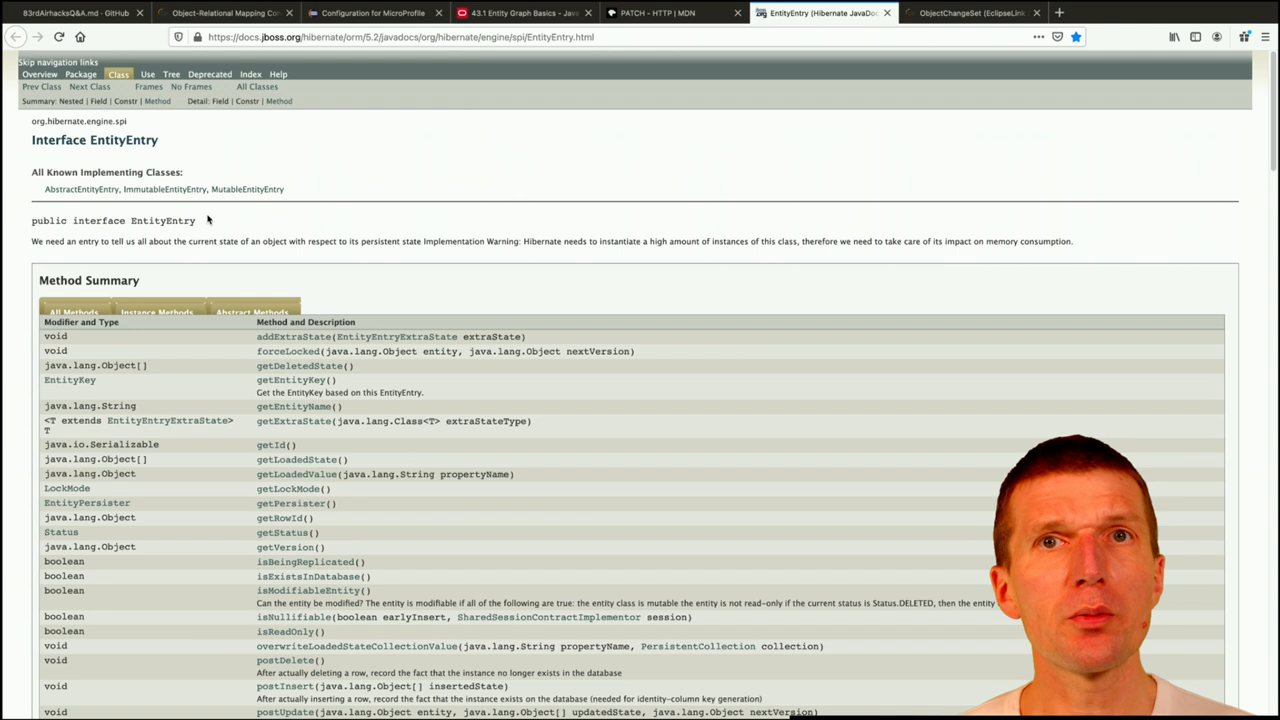 83rdAirhacksQ&A.md · GitHub
Object-Relational Mapping Con
Configuration for MicroProfile
43.1 Entity Graph Basics - Java
PATCH - HTTP | MDN
EntityEntry (Hibernate JavaDoc
ObjectChangeSet (EclipseLink
https://docs.jboss.org/hibernate/orm/5.2/javadocs/org/hibernate/engine/spi/EntityEntry.html
Skip navigation links
Overview Package Class Use Tree Deprecated Index Help
Prev Class Next Class Frames No Frames All Classes
Summary: Nested | Field | Constr | Method Detail: Field | Constr | Method
org.hibernate.engine.spi
Interface EntityEntry
All Known Implementing Classes:
AbstractEntityEntry, ImmutableEntityEntry, MutableEntityEntry
public interface EntityEntry
We need an entry to tell us all about the current state of an object with respect to its persistent state Implementation Warning: Hibernate needs to instantiate a high amount of instances of this class, therefore we need to take care of its impact on memory consumption.
Method Summary
All Methods Instance Methods Abstract Methods
Modifier and Type Method and Description
void addExtraState(EntityEntryExtraState extraState)
void forceLocked(java.lang.Object entity, java.lang.Object nextVersion)
java.lang.Object[] getDeletedState()
EntityKey getEntityKey()
Get the EntityKey based on this EntityEntry.
java.lang.String getEntityName()
<T extends EntityEntryExtraState> getExtraState(java.lang.Class<T> extraStateType)
T
java.io.Serializable getId()
java.lang.Object[] getLoadedState()
java.lang.Object getLoadedValue(java.lang.String propertyName)
LockMode getLockMode()
EntityPersister getPersister()
java.lang.Object getRowId()
Status getStatus()
java.lang.Object getVersion()
boolean isBeingReplicated()
boolean isExistsInDatabase()
boolean isModifiableEntity()
Can the entity be modified? The entity is modifiable if all of the following are true: the entity class is mutable the entity is not read-only if the current status is Status.DELETED, then the entity
boolean isNullifiable(boolean earlyInsert, SharedSessionContractImplementor session)
boolean isReadOnly()
void overwriteLoadedStateCollectionValue(java.lang.String propertyName, PersistentCollection collection)
void postDelete()
After actually deleting a row, record the fact that the instance no longer exists in the database
void postInsert(java.lang.Object[] insertedState)
After actually inserting a row, record the fact that the instance exists on the database (needed for identity-column key generation)
void postUpdate(java.lang.Object entity, java.lang.Object[] updatedState, java.lang.Object nextVersion)